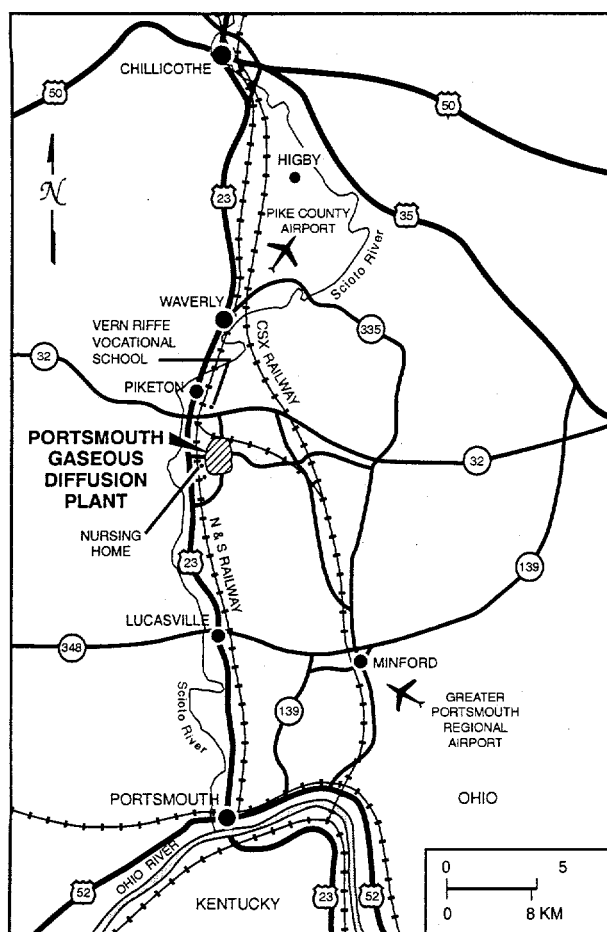 CHILLICOTHE
50
50
N
HIGBY
23
35
PIKE COUNTY
AIRPORT
Scioto River
WAVERLY
VERN RIFFE
VOCATIONAL
SCHOOL
335
CSX RAILWAY
32
PIKETON
PORTSMOUTH
GASEOUS
DIFFUSION
PLANT
32
NURSING
HOME
N & S RAILWAY
23
139
LUCASVILLE
348
MINFORD
Scioto River
139
GREATER
PORTSMOUTH
REGIONAL
AIRPORT
PORTSMOUTH
OHIO
OHIO RIVER
52
KENTUCKY
23
52
0 5
0 8 KM